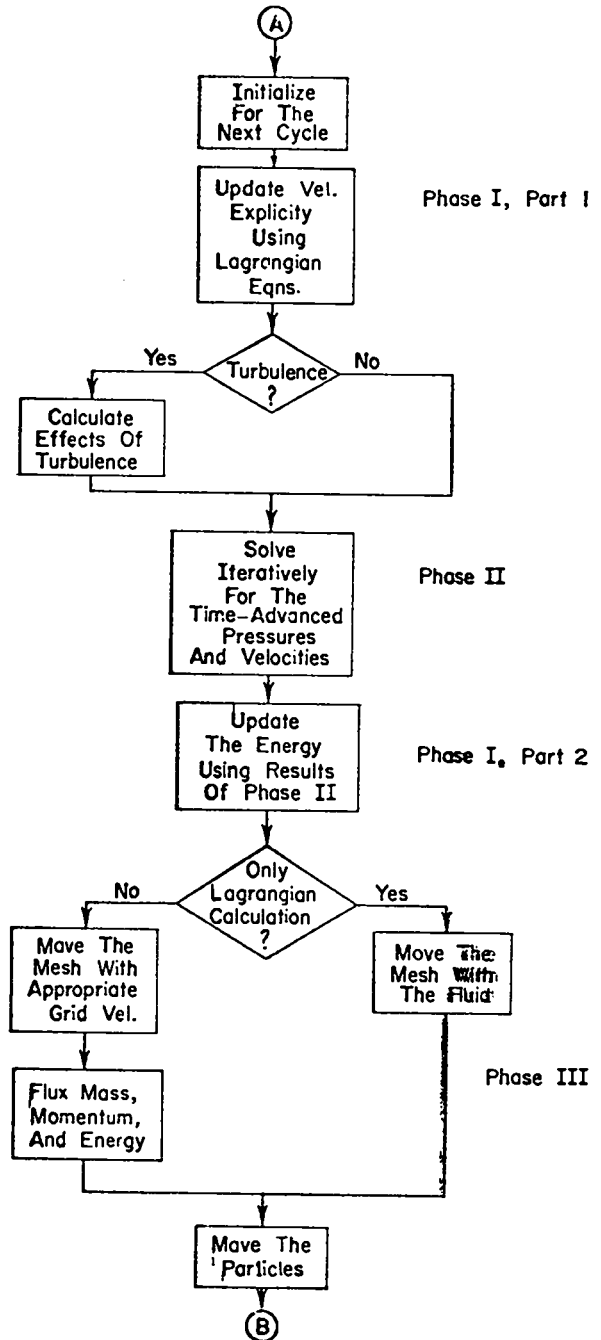 A
Initialize
For The
Next Cycle
Update Vel.
Explicity
Using
Lagrangian
Eqns.
Phase I, Part 1
Yes
Turbulence
?
No
Calculate
Effects Of
Turbulence
Solve
Iteratively
For The
Time-Advanced
Pressures
And Velocities
Phase II
Update
The Energy
Using Results
Of Phase II
Phase I. Part 2
No
Only
Lagrangian
Calculation
?
Yes
Move The
Mesh With
Appropriate
Grid Vel.
Move The
Mesh With
The Fluid
Flux Mass,
Momentum,
And Energy
Phase III
Move The
Particles
B